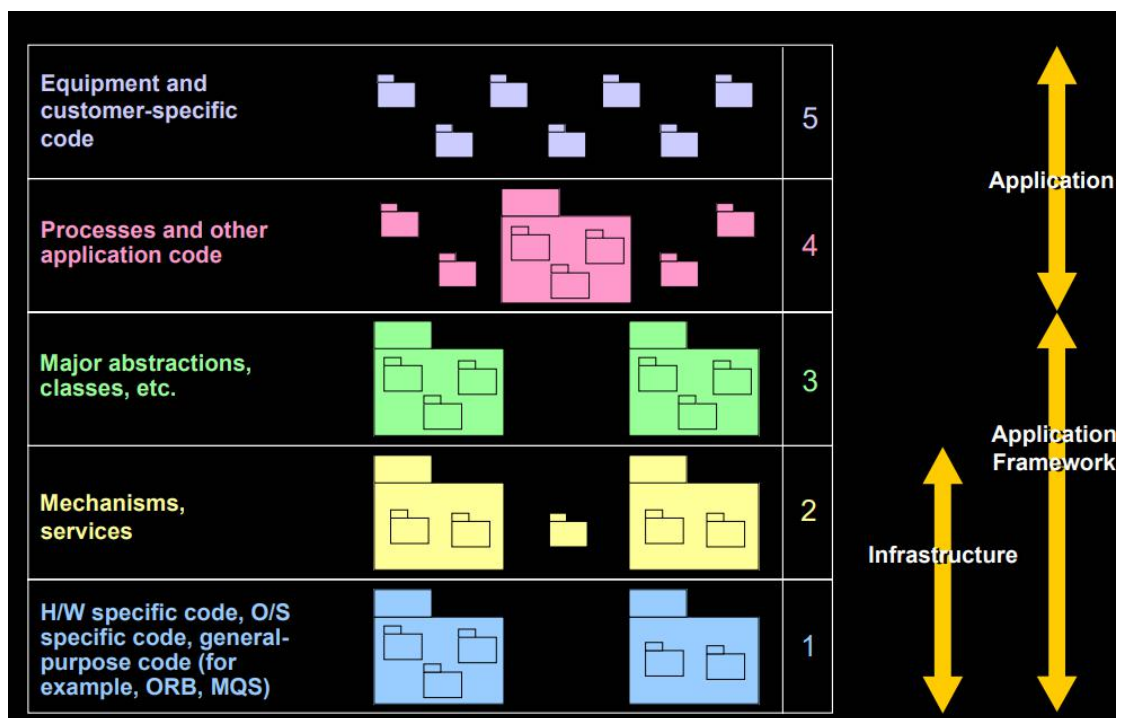 Equipment and
customer-specific
code
5
Application
Processes and other
application code
4
Major abstractions,
classes, etc.
3
Application
Framework
Mechanisms,
services
2
Infrastructure
H/W specific code, O/S
specific code, general-
purpose code (for
example, ORB, MQS)
1